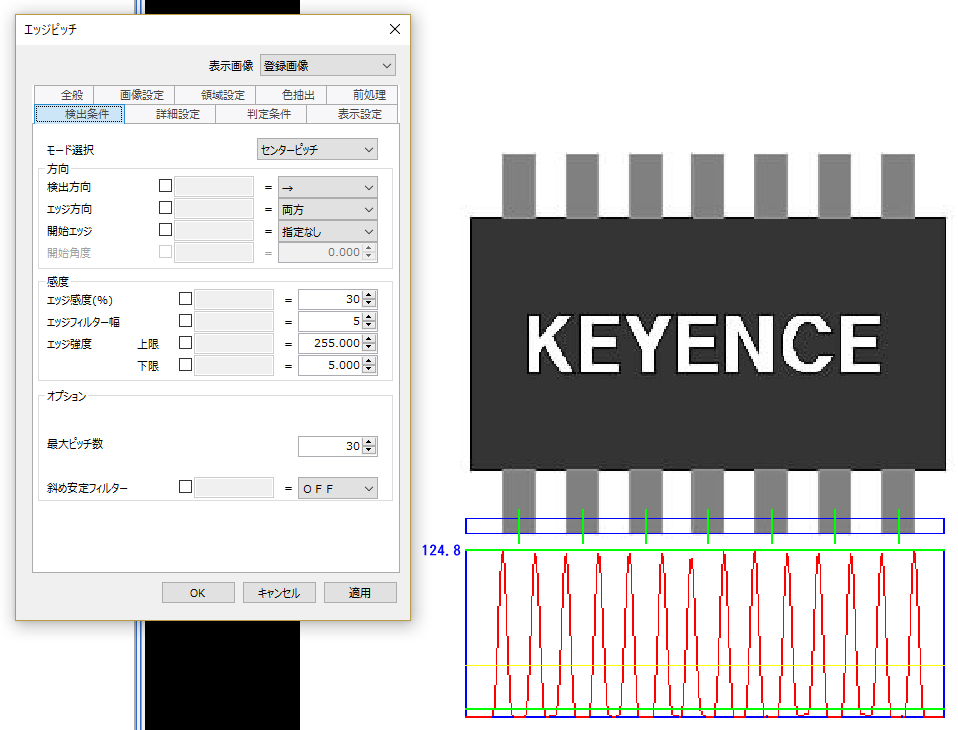 エッジピッチ
表示画像 登録画像
全般 画像設定 領域設定 色抽出 前処理
検出条件 詳細設定 判定条件 表示設定
モード選択 センターピッチ
方向
検出方向 = →
エッジ方向 = 両方
開始エッジ = 指定なし
開始角度 = 0.000
感度
エッジ感度(%) = 30
エッジフィルター幅 = 5
エッジ強度 上限 = 255.000
下限 = 5.000
オプション
最大ピッチ数 30
斜め安定フィルター = OFF
OK キャンセル 適用
KEYENCE
124.8